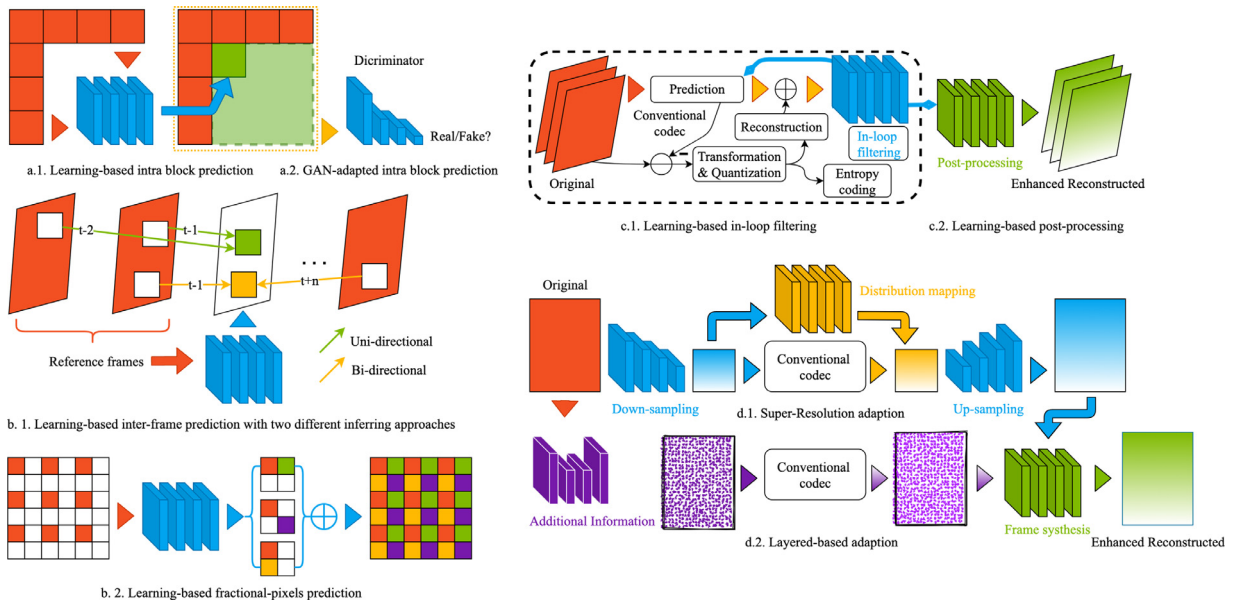 Dicriminator
Real/Fake?
a.1. Learning-based intra block prediction
a.2. GAN-adapted intra block prediction
t-2
t-1
t-1
t+n
...
Reference frames
Uni-directional
Bi-directional
b. 1. Learning-based inter-frame prediction with two different inferring approaches
b. 2. Learning-based fractional-pixels prediction
Prediction
Conventional
codec
Reconstruction
In-loop
filtering
Transformation
& Quantization
Entropy
coding
Original
Post-processing
Enhanced Reconstructed
c.1. Learning-based in-loop filtering
c.2. Learning-based post-processing
Original
Distribution mapping
Conventional
codec
Down-sampling
d.1. Super-Resolution adaption
Up-sampling
Conventional
codec
Additional Information
Frame systhesis
d.2. Layered-based adaption
Enhanced Reconstructed